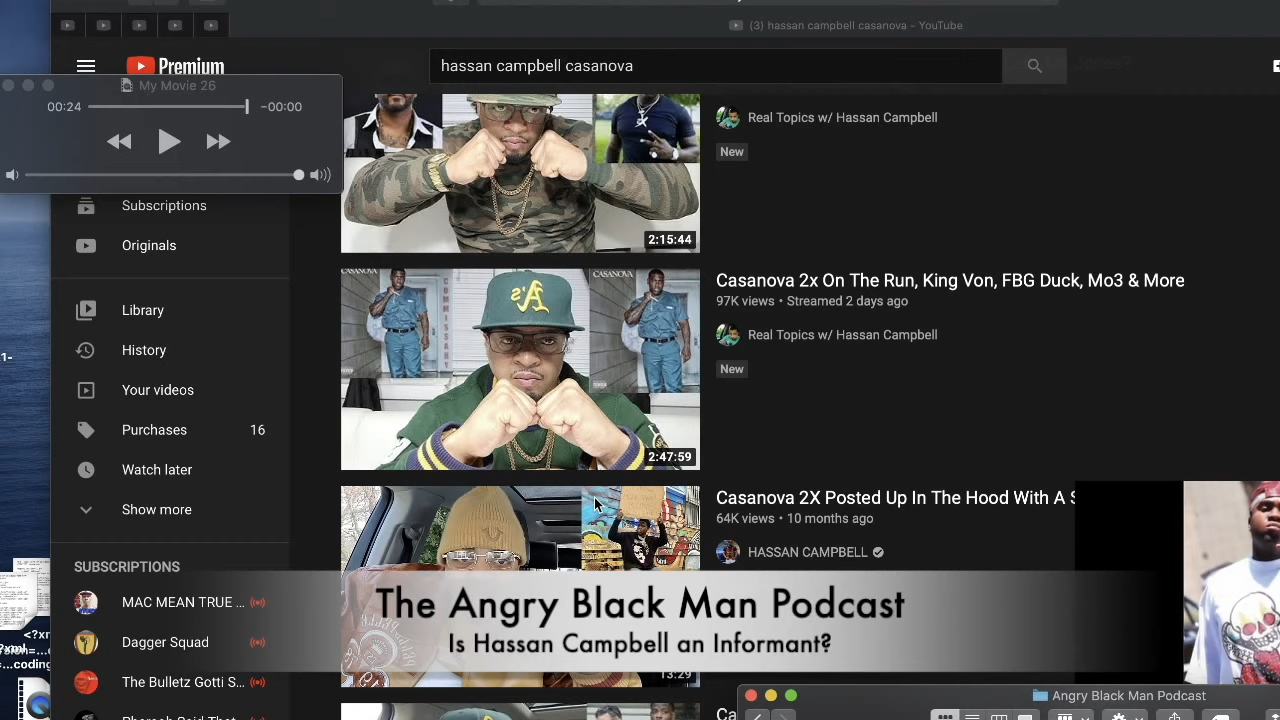 (3) hassan campbell casanova - YouTube
Premium
hassan campbell casanova
My Movie 26
00:24
-00:00
Real Topics w/ Hassan Campbell
New
Subscriptions
2:15:44
Originals
Casanova 2x On The Run, King Von, FBG Duck, Mo3 & More
97K views • Streamed 2 days ago
CASANOVA
COMMISSARY
Library
Real Topics w/ Hassan Campbell
History
New
Your videos
Purchases 16
2:47:59
Watch later
Casanova 2X Posted Up In The Hood With A S
Show more
64K views • 10 months ago
HASSAN CAMPBELL
SUBSCRIPTIONS
MAC MEAN TRUE ...
The Angry Black Man Podcast
Is Hassan Campbell an Informant?
Dagger Squad
The Bulletz Gotti S...
13:29
Angry Black Man Podcast
Ca